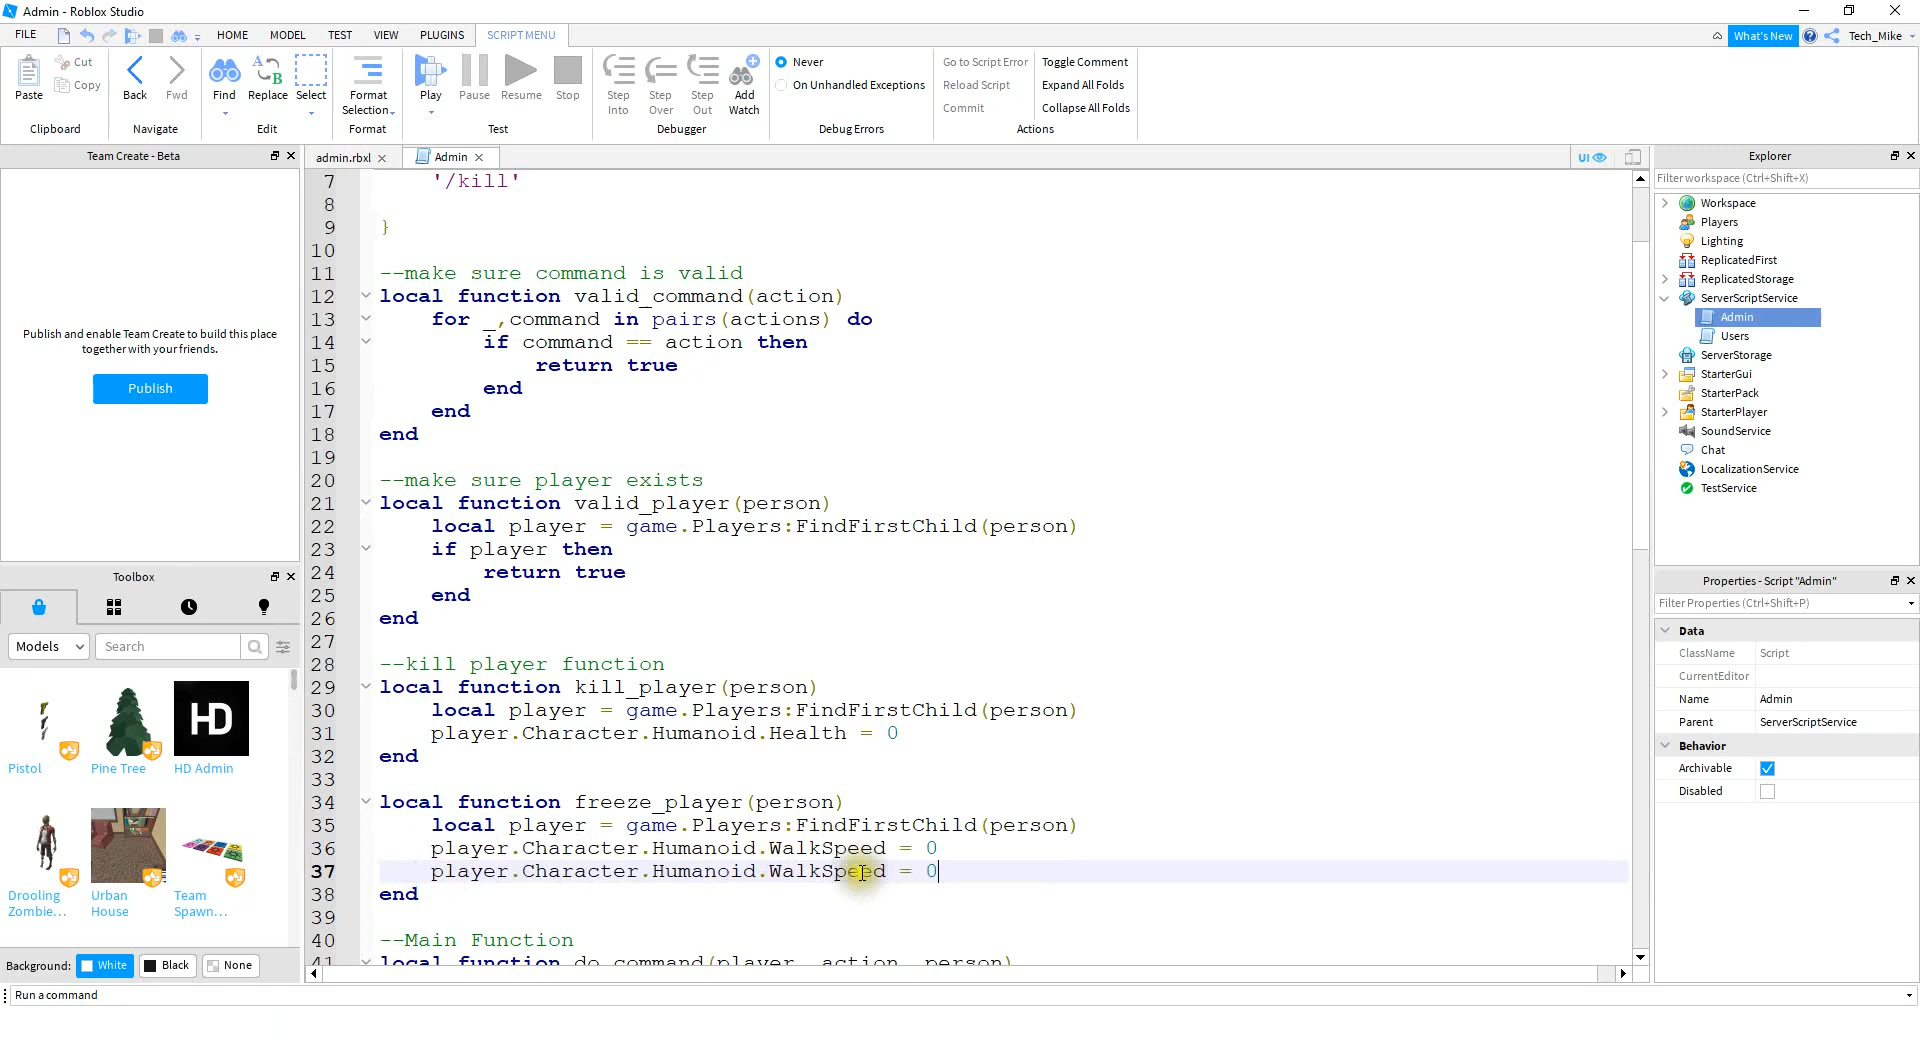 Admin - Roblox Studio
FILE HOME MODEL TEST VIEW PLUGINS SCRIPT MENU What's New Tech_Mike
Paste Cut Copy Back Fwd Find Replace Select Format Selection Play Pause Resume Stop Step Into Step Over Step Out Add Watch
Never
On Unhandled Exceptions
Go to Script Error Toggle Comment
Reload Script Expand All Folds
Commit Collapse All Folds
Clipboard Navigate Edit Format Test Debugger Debug Errors Actions
Team Create - Beta
Publish and enable Team Create to build this place
together with your friends.
Publish
Toolbox
Models Search
HD
Pistol Pine Tree HD Admin
Drooling Zombie... Urban House Team Spawn...
Background: White Black None
Run a command
admin.rbxl Admin UI
7 '/kill'
8
9 }
10
11 --make sure command is valid
12 local function valid_command(action)
13 for _,command in pairs(actions) do
14 if command == action then
15 return true
16 end
17 end
18 end
19
20 --make sure player exists
21 local function valid_player(person)
22 local player = game.Players:FindFirstChild(person)
23 if player then
24 return true
25 end
26 end
27
28 --kill player function
29 local function kill_player(person)
30 local player = game.Players:FindFirstChild(person)
31 player.Character.Humanoid.Health = 0
32 end
33
34 local function freeze_player(person)
35 local player = game.Players:FindFirstChild(person)
36 player.Character.Humanoid.WalkSpeed = 0
37 player.Character.Humanoid.WalkSpeed = 0
38 end
39
40 --Main Function
41 local function do_command(player, action, person)
Explorer
Filter workspace (Ctrl+Shift+X)
Workspace
Players
Lighting
ReplicatedFirst
ReplicatedStorage
ServerScriptService
Admin
Users
ServerStorage
StarterGui
StarterPack
StarterPlayer
SoundService
Chat
LocalizationService
TestService
Properties - Script "Admin"
Filter Properties (Ctrl+Shift+P)
Data
ClassName Script
CurrentEditor
Name Admin
Parent ServerScriptService
Behavior
Archivable
Disabled